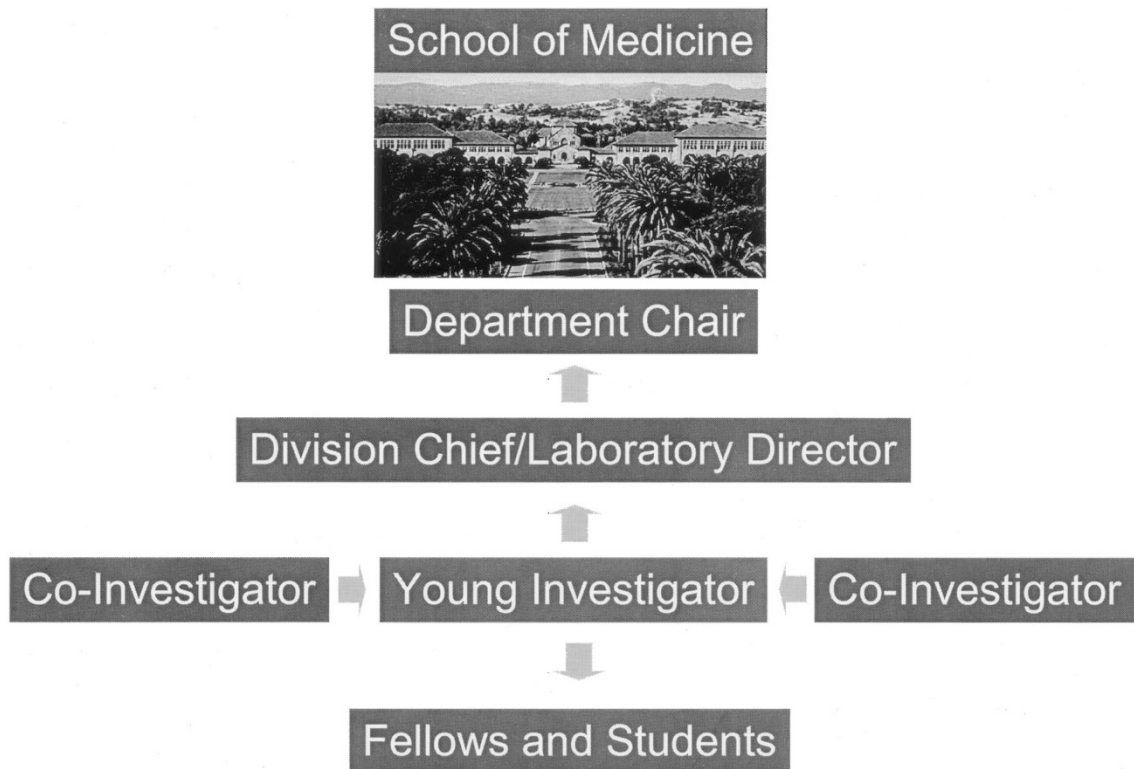 School of Medicine
Department Chair
Division Chief/Laboratory Director
Co-Investigator
Young Investigator
Co-Investigator
Fellows and Students